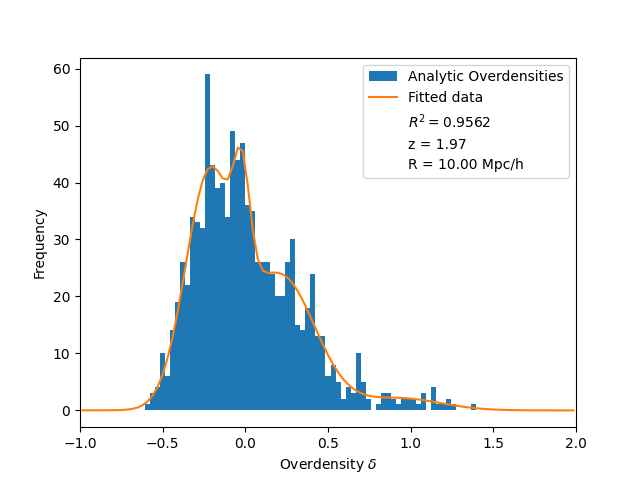 Analytic Overdensities
Fitted data
R² = 0.9562
z = 1.97
R = 10.00 Mpc/h
Frequency
60
50
40
30
20
10
0
−1.0 −0.5 0.0 0.5 1.0 1.5 2.0
Overdensity δ